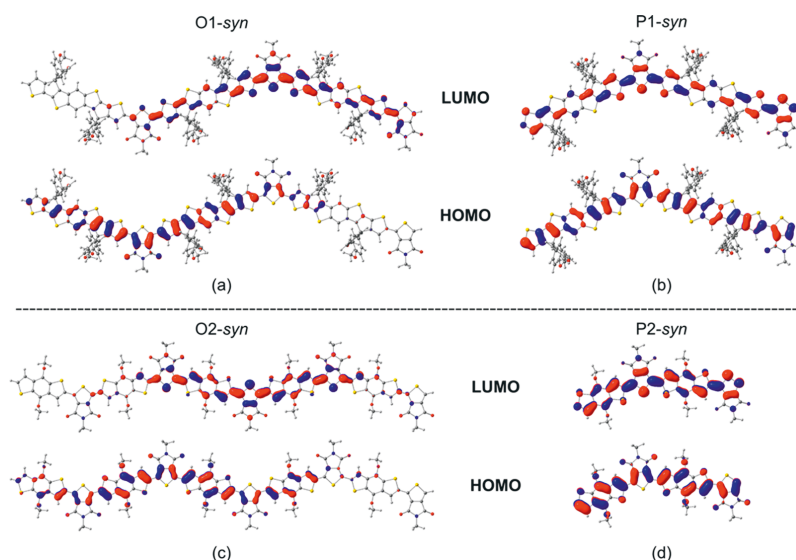 O1-syn
P1-syn
LUMO
HOMO
(a)
(b)
O2-syn
P2-syn
LUMO
HOMO
(c)
(d)